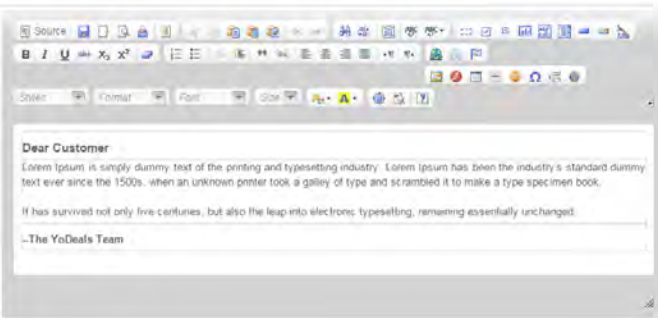 Source
B I U abc X₂ X²
Styles Format Font Size A A
Dear Customer
Lorem Ipsum is simply dummy text of the printing and typesetting industry. Lorem Ipsum has been the industry's standard dummy
text ever since the 1500s, when an unknown printer took a galley of type and scrambled it to make a type specimen book.
It has survived not only five centuries, but also the leap into electronic typesetting, remaining essentially unchanged.
--The YoDeals Team